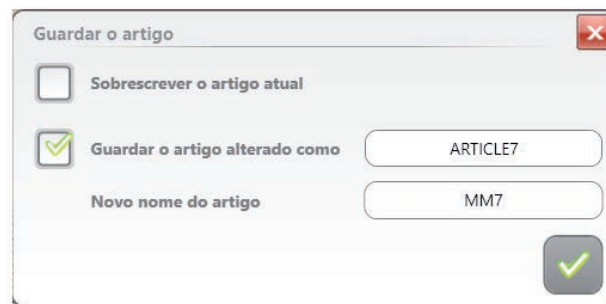 Guardar o artigo
Sobrescrever o artigo atual
Guardar o artigo alterado como ARTICLE7
Novo nome do artigo MM7